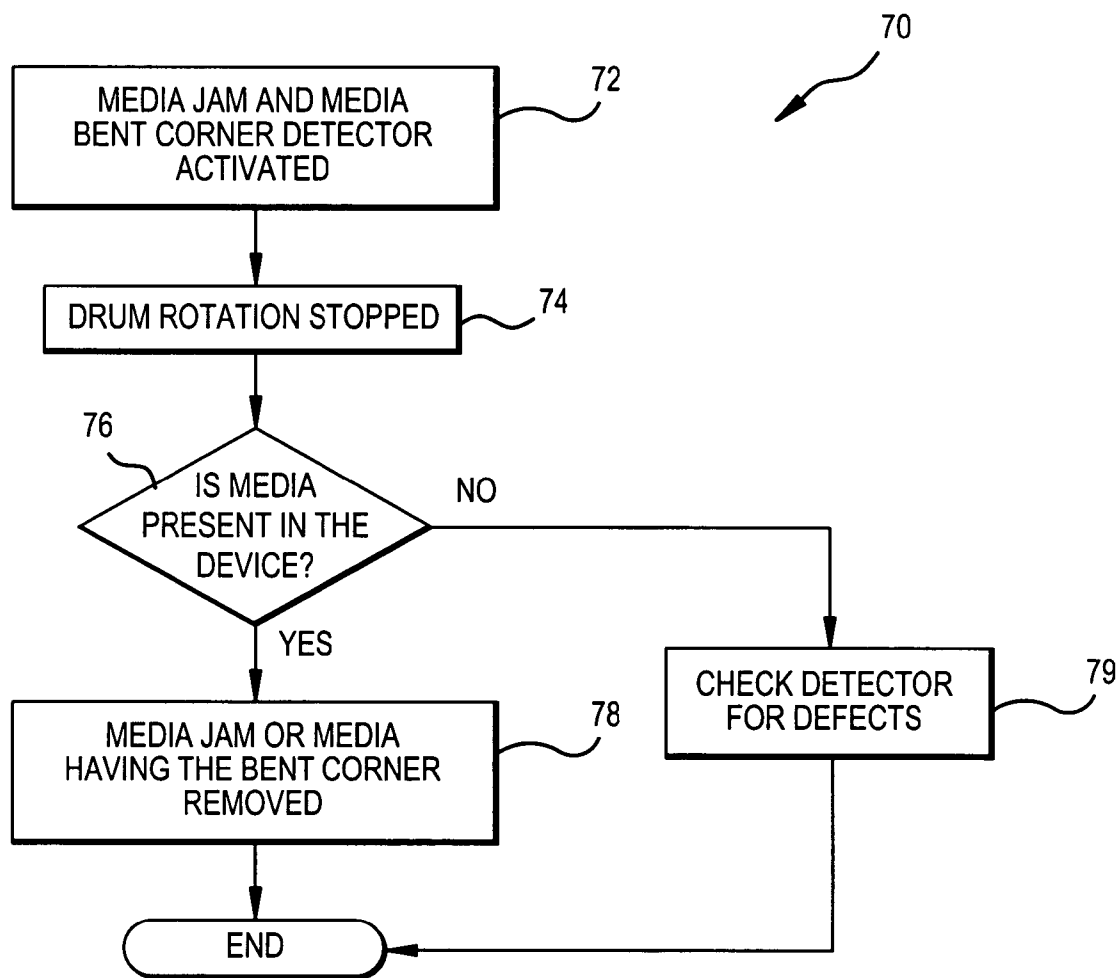 70
MEDIA JAM AND MEDIA
BENT CORNER DETECTOR
ACTIVATED
72
DRUM ROTATION STOPPED
74
76
IS MEDIA
PRESENT IN THE
DEVICE?
NO
YES
MEDIA JAM OR MEDIA
HAVING THE BENT CORNER
REMOVED
78
CHECK DETECTOR
FOR DEFECTS
79
END